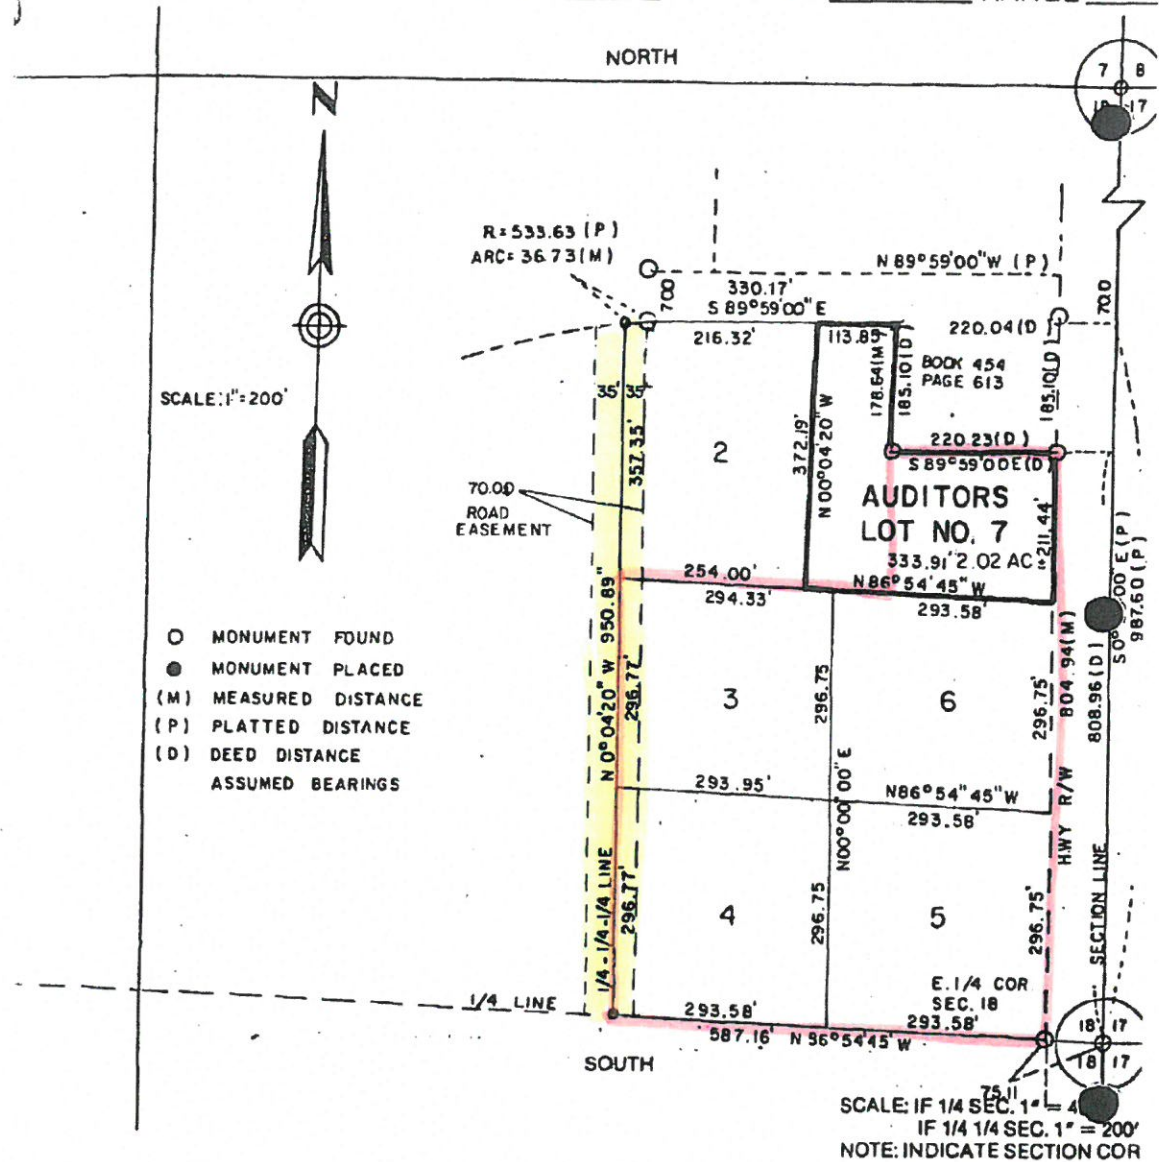 NORTH
7 8
17
N
R=533.63 (P)
ARC=36.73(M)
N 89°59'00"W (P)
700
330.17'
S 89°59'00"E
70.0
216.32'
113.85'
220.04(D
BOOK 454
PAGE 613
178.64(M)
185.10(D)
185.10(D)
SCALE:1"=200'
35' 35'
357.35'
2
372.19'
N00°04'20" W
220.23(D)
S 89°59'00E(D)
70.00
ROAD
EASEMENT
AUDITORS
LOT NO. 7
333.91' 2.02 AC
211.44'
254.00'
N86°54'45"W
294.33'
293.58'
987.60 (P)
○ MONUMENT FOUND
● MONUMENT PLACED
(M) MEASURED DISTANCE
(P) PLATTED DISTANCE
(D) DEED DISTANCE
ASSUMED BEARINGS
N 0°04'20" W 950.89"
296.77'
3
296.75
6
296.75'
804.94(M)
808.96(D)
293.95'
N86°54"45"W
293.58'
N00°00'00"E
HWY R/W
SECTION LINE
1/4-1/4-1/4 LINE
296.77'
4
296.75
5
296.75'
E. 1/4 COR
SEC. 18
1/4 LINE
293.58'
293.58'
587.16' N 86°54'45"W
18 17
18 17
SOUTH
75.11
SCALE: IF 1/4 SEC. 1" = 4
IF 1/4 1/4 SEC. 1" = 200'
NOTE: INDICATE SECTION COR